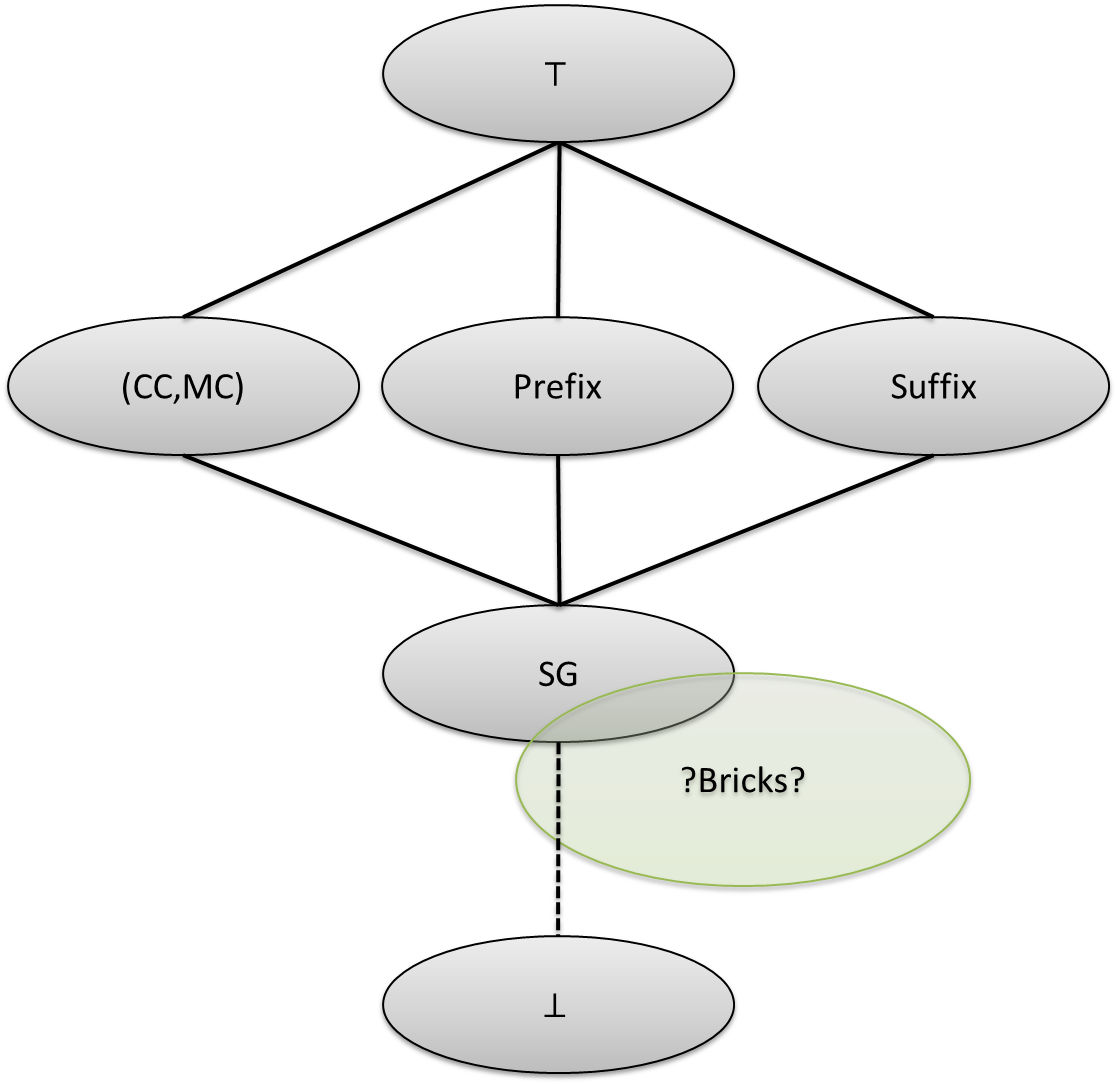 ⊤
(CC,MC)
Prefix
Suffix
SG
?Bricks?
⊥